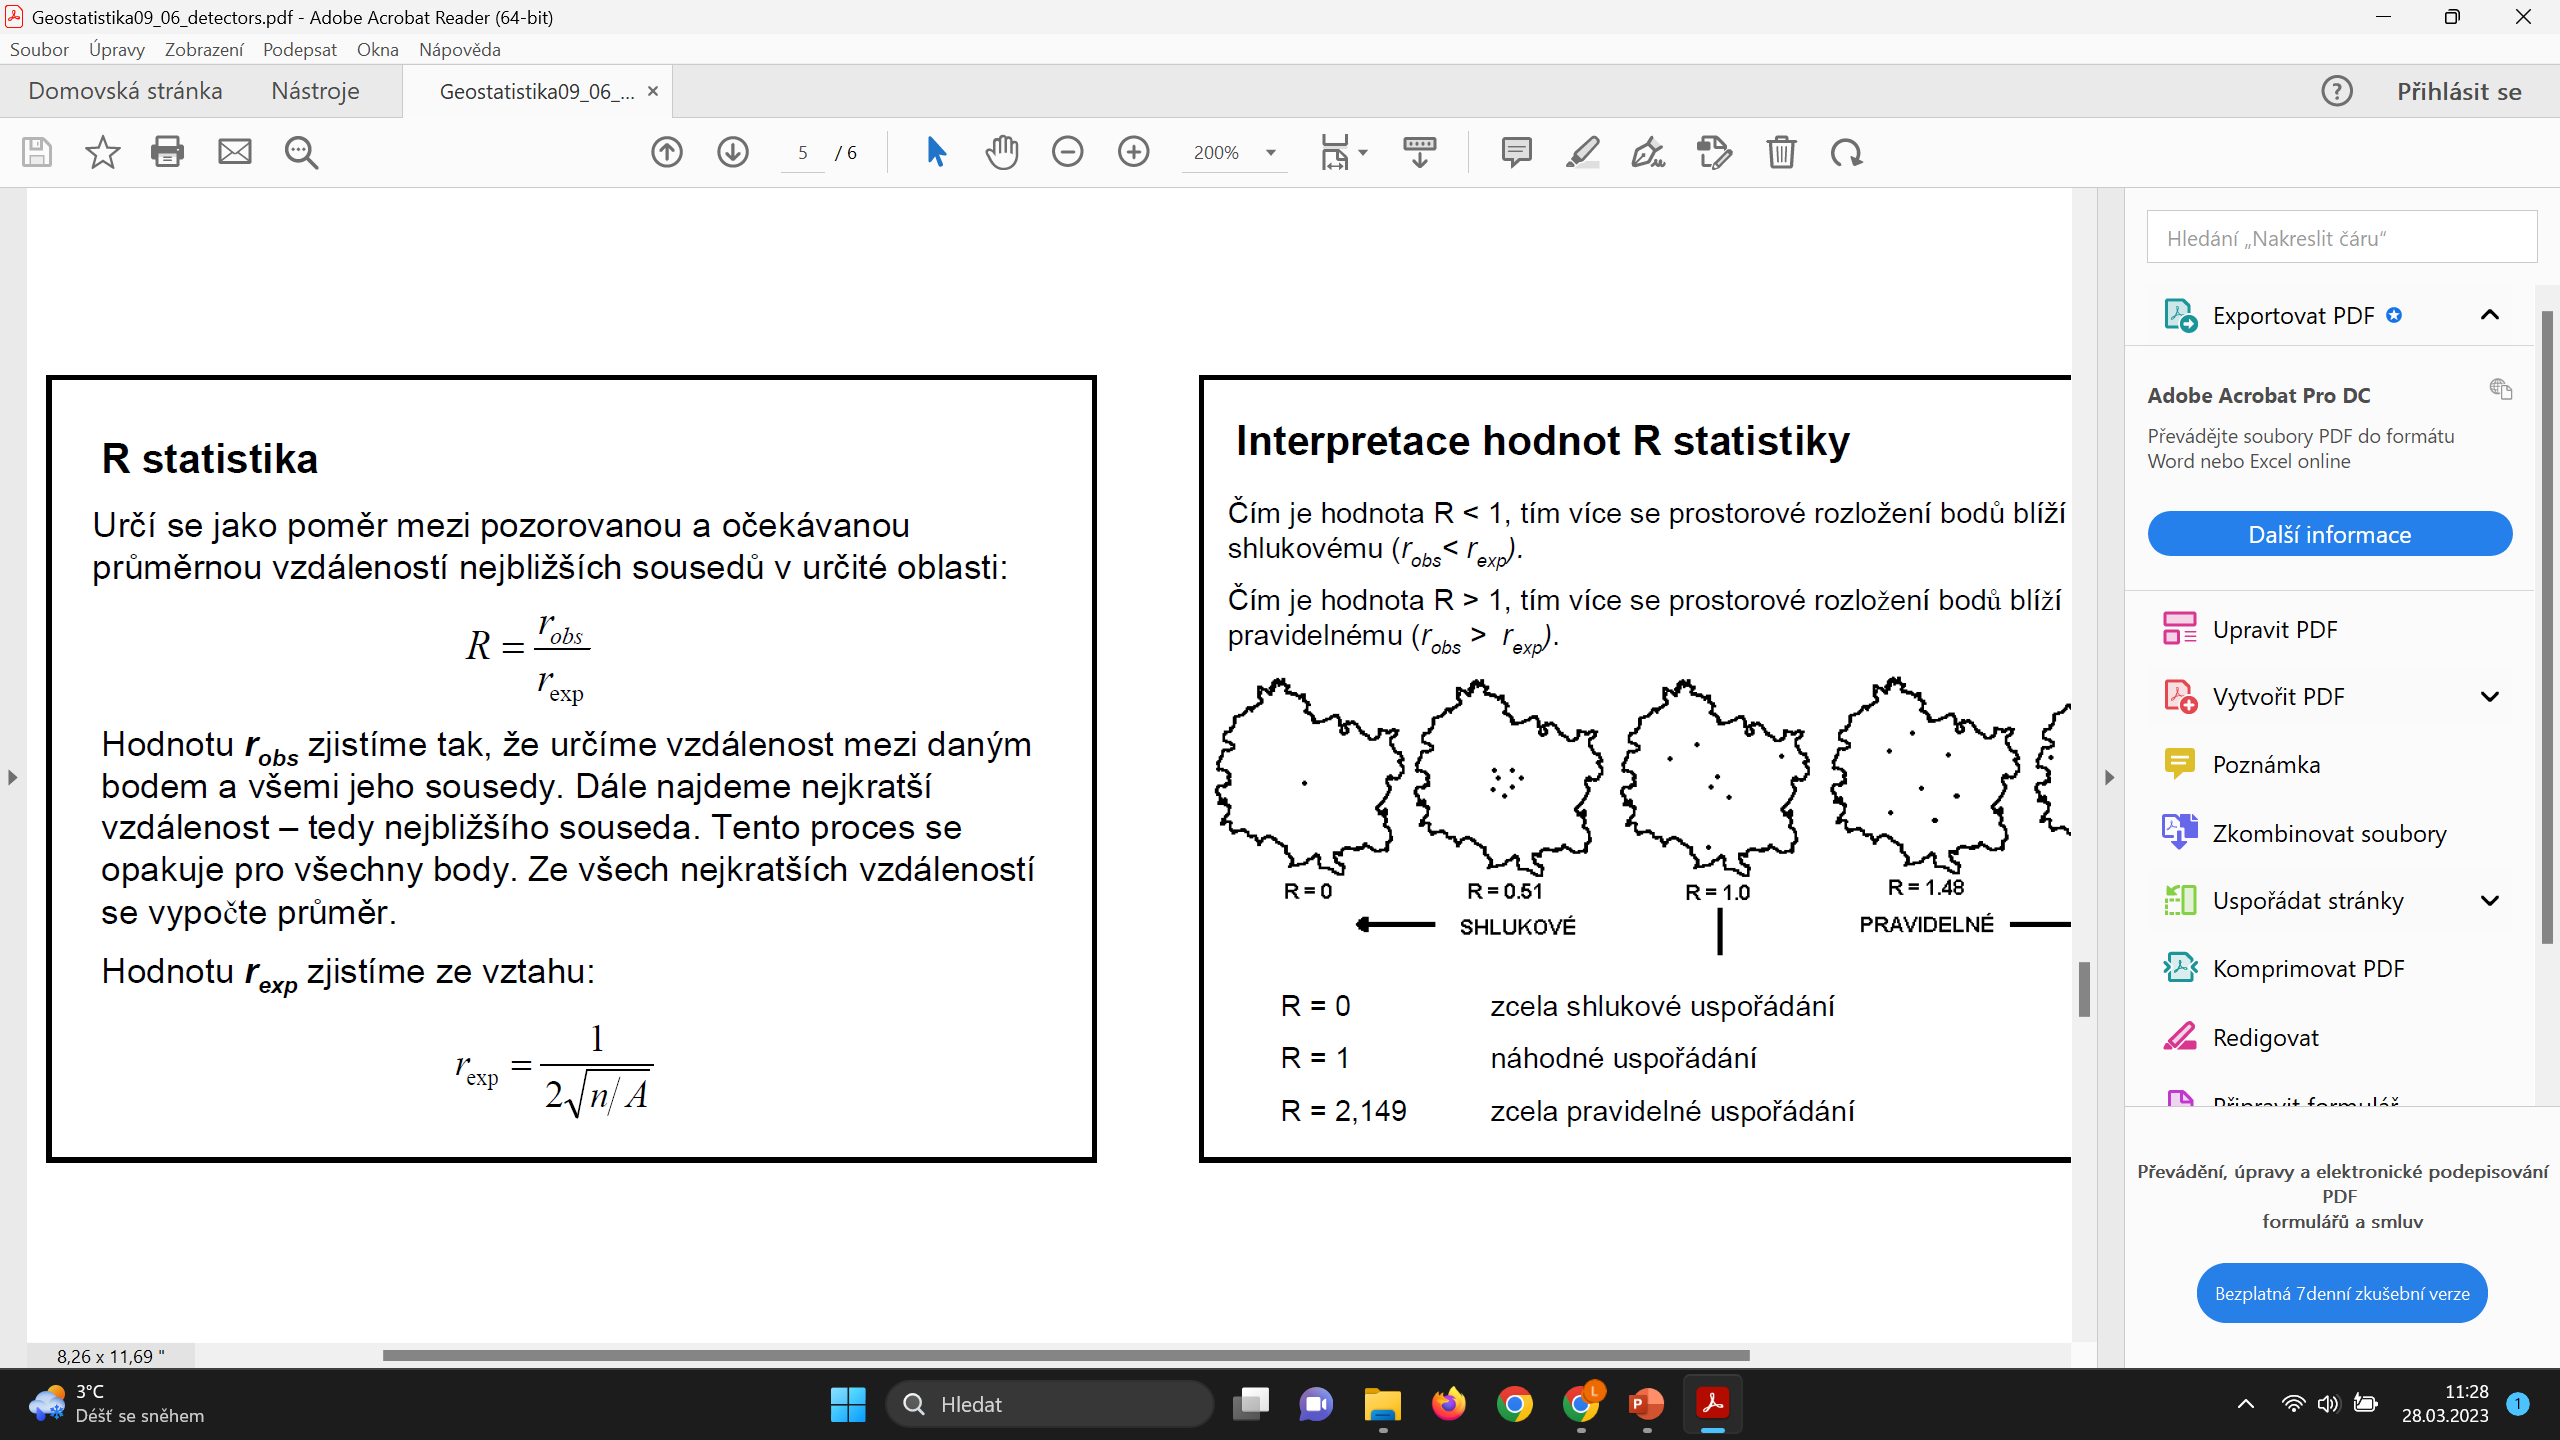 Geostatistika09_06_detectors.pdf - Adobe Acrobat Reader (64-bit)
Soubor Úpravy Zobrazení Podepsat Okna Nápověda
Domovská stránka Nástroje Geostatistika09_06_... × Přihlásit se
5 / 6 200%
R statistika
Určí se jako poměr mezi pozorovanou a očekávanou
průměrnou vzdáleností nejbližších sousedů v určité oblasti:
R = r_obs / r_exp
Hodnotu r_obs zjistíme tak, že určíme vzdálenost mezi daným
bodem a všemi jeho sousedy. Dále najdeme nejkratší
vzdálenost – tedy nejbližšího souseda. Tento proces se
opakuje pro všechny body. Ze všech nejkratších vzdáleností
se vypočte průměr.
Hodnotu r_exp zjistíme ze vztahu:
r_exp = 1 / (2√(n/A))
Interpretace hodnot R statistiky
Čím je hodnota R < 1, tím více se prostorové rozložení bodů blíží
shlukovému (r_obs < r_exp).
Čím je hodnota R > 1, tím více se prostorové rozložení bodů blíží
pravidelnému (r_obs > r_exp).
R = 0 R = 0.51 R = 1.0 R = 1.48
SHLUKOVÉ PRAVIDELNÉ
R = 0 zcela shlukové uspořádání
R = 1 náhodné uspořádání
R = 2,149 zcela pravidelné uspořádání
8,26 x 11,69 "
Hledání „Nakreslit čáru“
Exportovat PDF
Adobe Acrobat Pro DC
Převádějte soubory PDF do formátu
Word nebo Excel online
Další informace
Upravit PDF
Vytvořit PDF
Poznámka
Zkombinovat soubory
Uspořádat stránky
Komprimovat PDF
Redigovat
Připravit formulář
Převádění, úpravy a elektronické podepisování
PDF
formulářů a smluv
Bezplatná 7denní zkušební verze
3°C
Déšť se sněhem
Hledat
L
P
11:28
28.03.2023
1